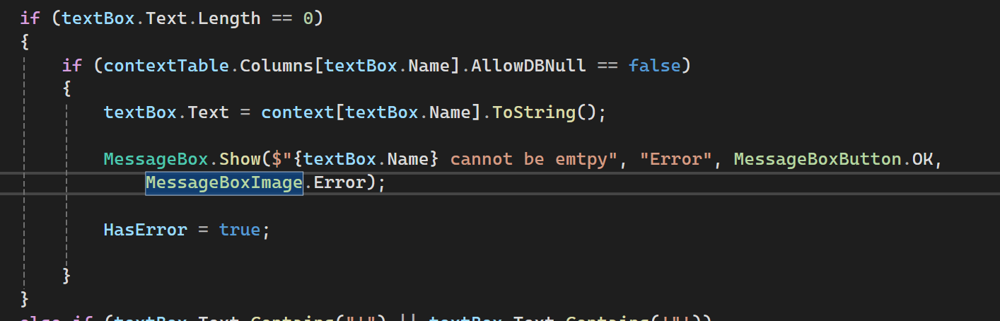 if (textBox.Text.Length == 0)
{
if (contextTable.Columns[textBox.Name].AllowDBNull == false)
{
textBox.Text = context[textBox.Name].ToString();
MessageBox.Show($"{textBox.Name} cannot be emtpy", "Error", MessageBoxButton.OK,
MessageBoxImage.Error);
HasError = true;
}
}
else if (textBox.Text.Contains("'") || textBox.Text.Contains('"'))